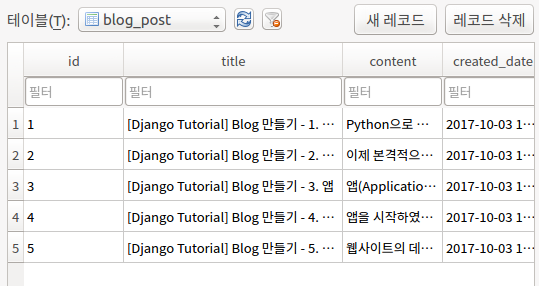 테이블(T): blog_post 새 레코드 레코드 삭제
id title content created_date
필터 필터 필터 필터
1 1 [Django Tutorial] Blog 만들기 - 1. … Python으로 … 2017-10-03 1…
2 2 [Django Tutorial] Blog 만들기 - 2. … 이제 본격적으… 2017-10-03 1…
3 3 [Django Tutorial] Blog 만들기 - 3. 앱 앱(Applicatio… 2017-10-03 1…
4 4 [Django Tutorial] Blog 만들기 - 4. … 앱을 시작하였… 2017-10-03 1…
5 5 [Django Tutorial] Blog 만들기 - 5. … 웹사이트의 데… 2017-10-03 1…